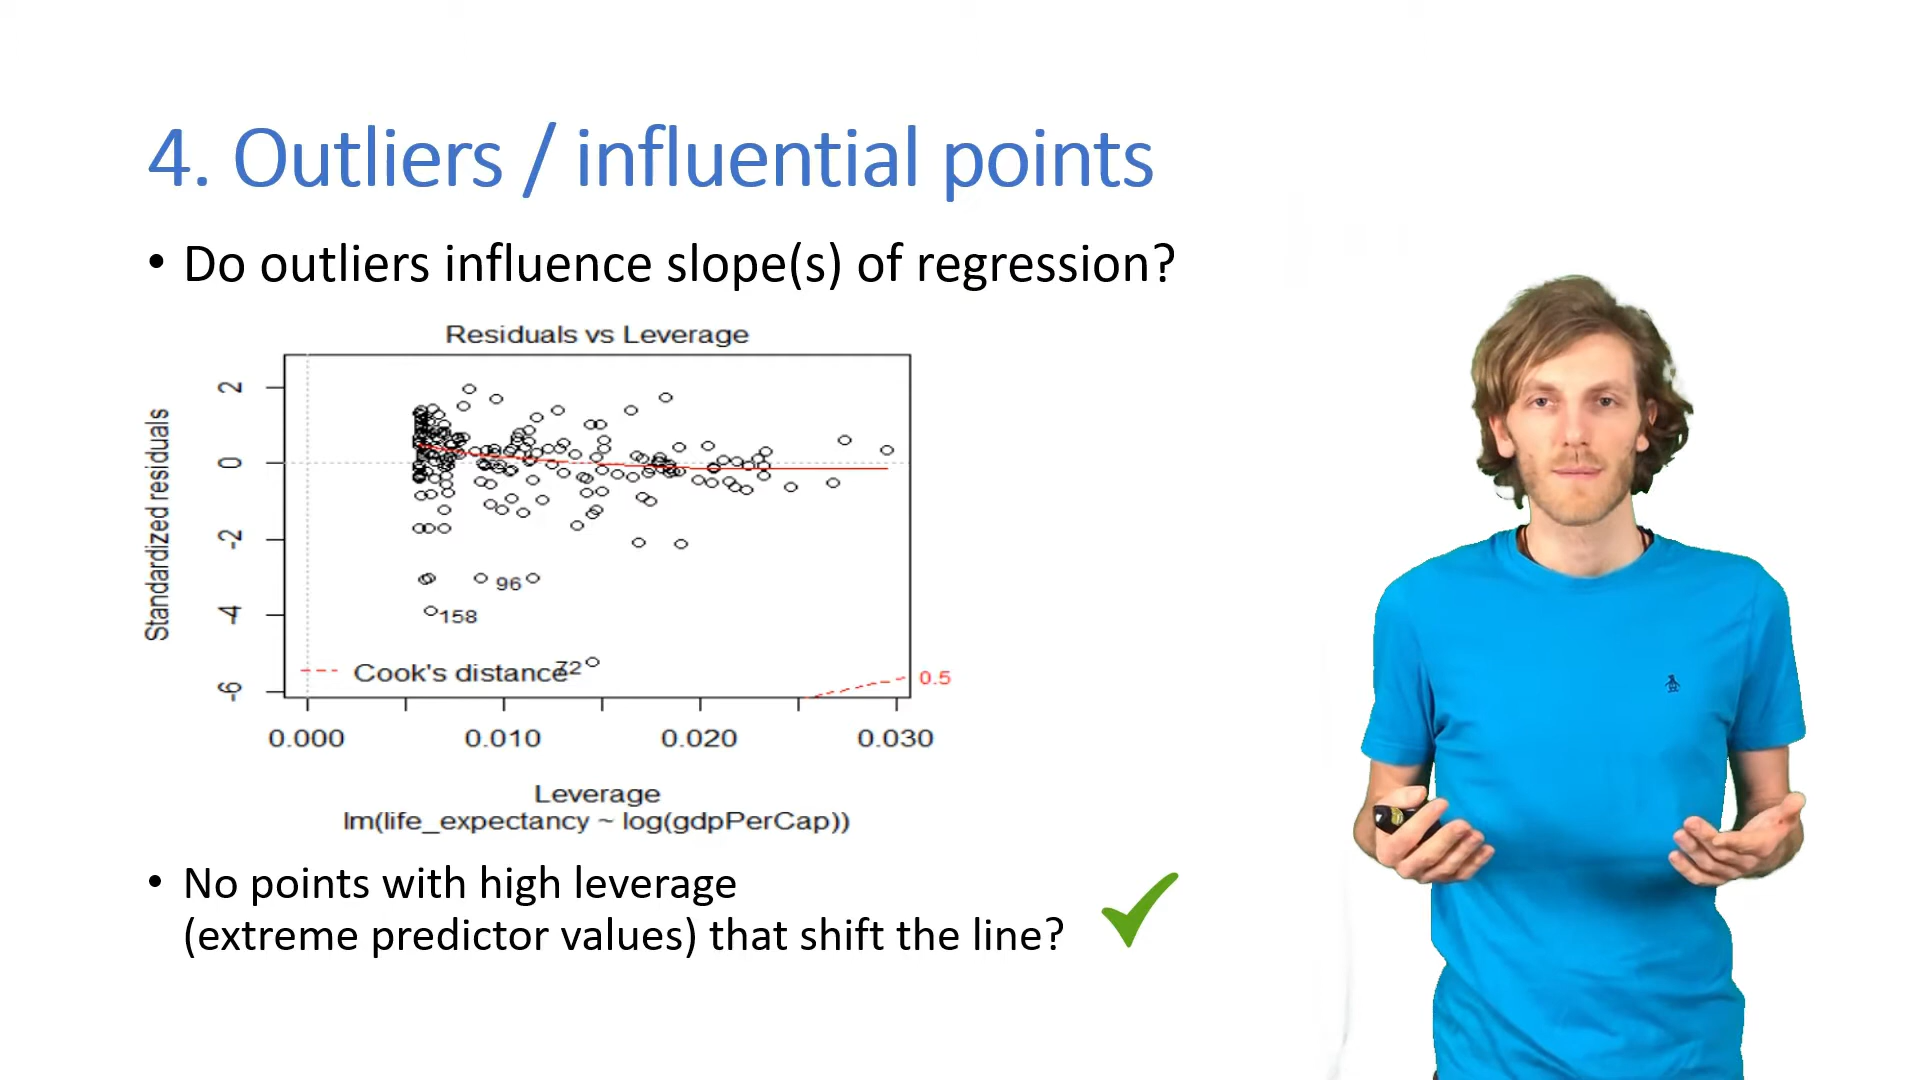 4. Outliers / influential points
• Do outliers influence slope(s) of regression?
Residuals vs Leverage
Standardized residuals
2
0
-2
-4
-6
96
158
72
Cook's distance
0.5
0.000 0.010 0.020 0.030
Leverage
lm(life_expectancy ~ log(gdpPerCap))
• No points with high leverage
(extreme predictor values) that shift the line?